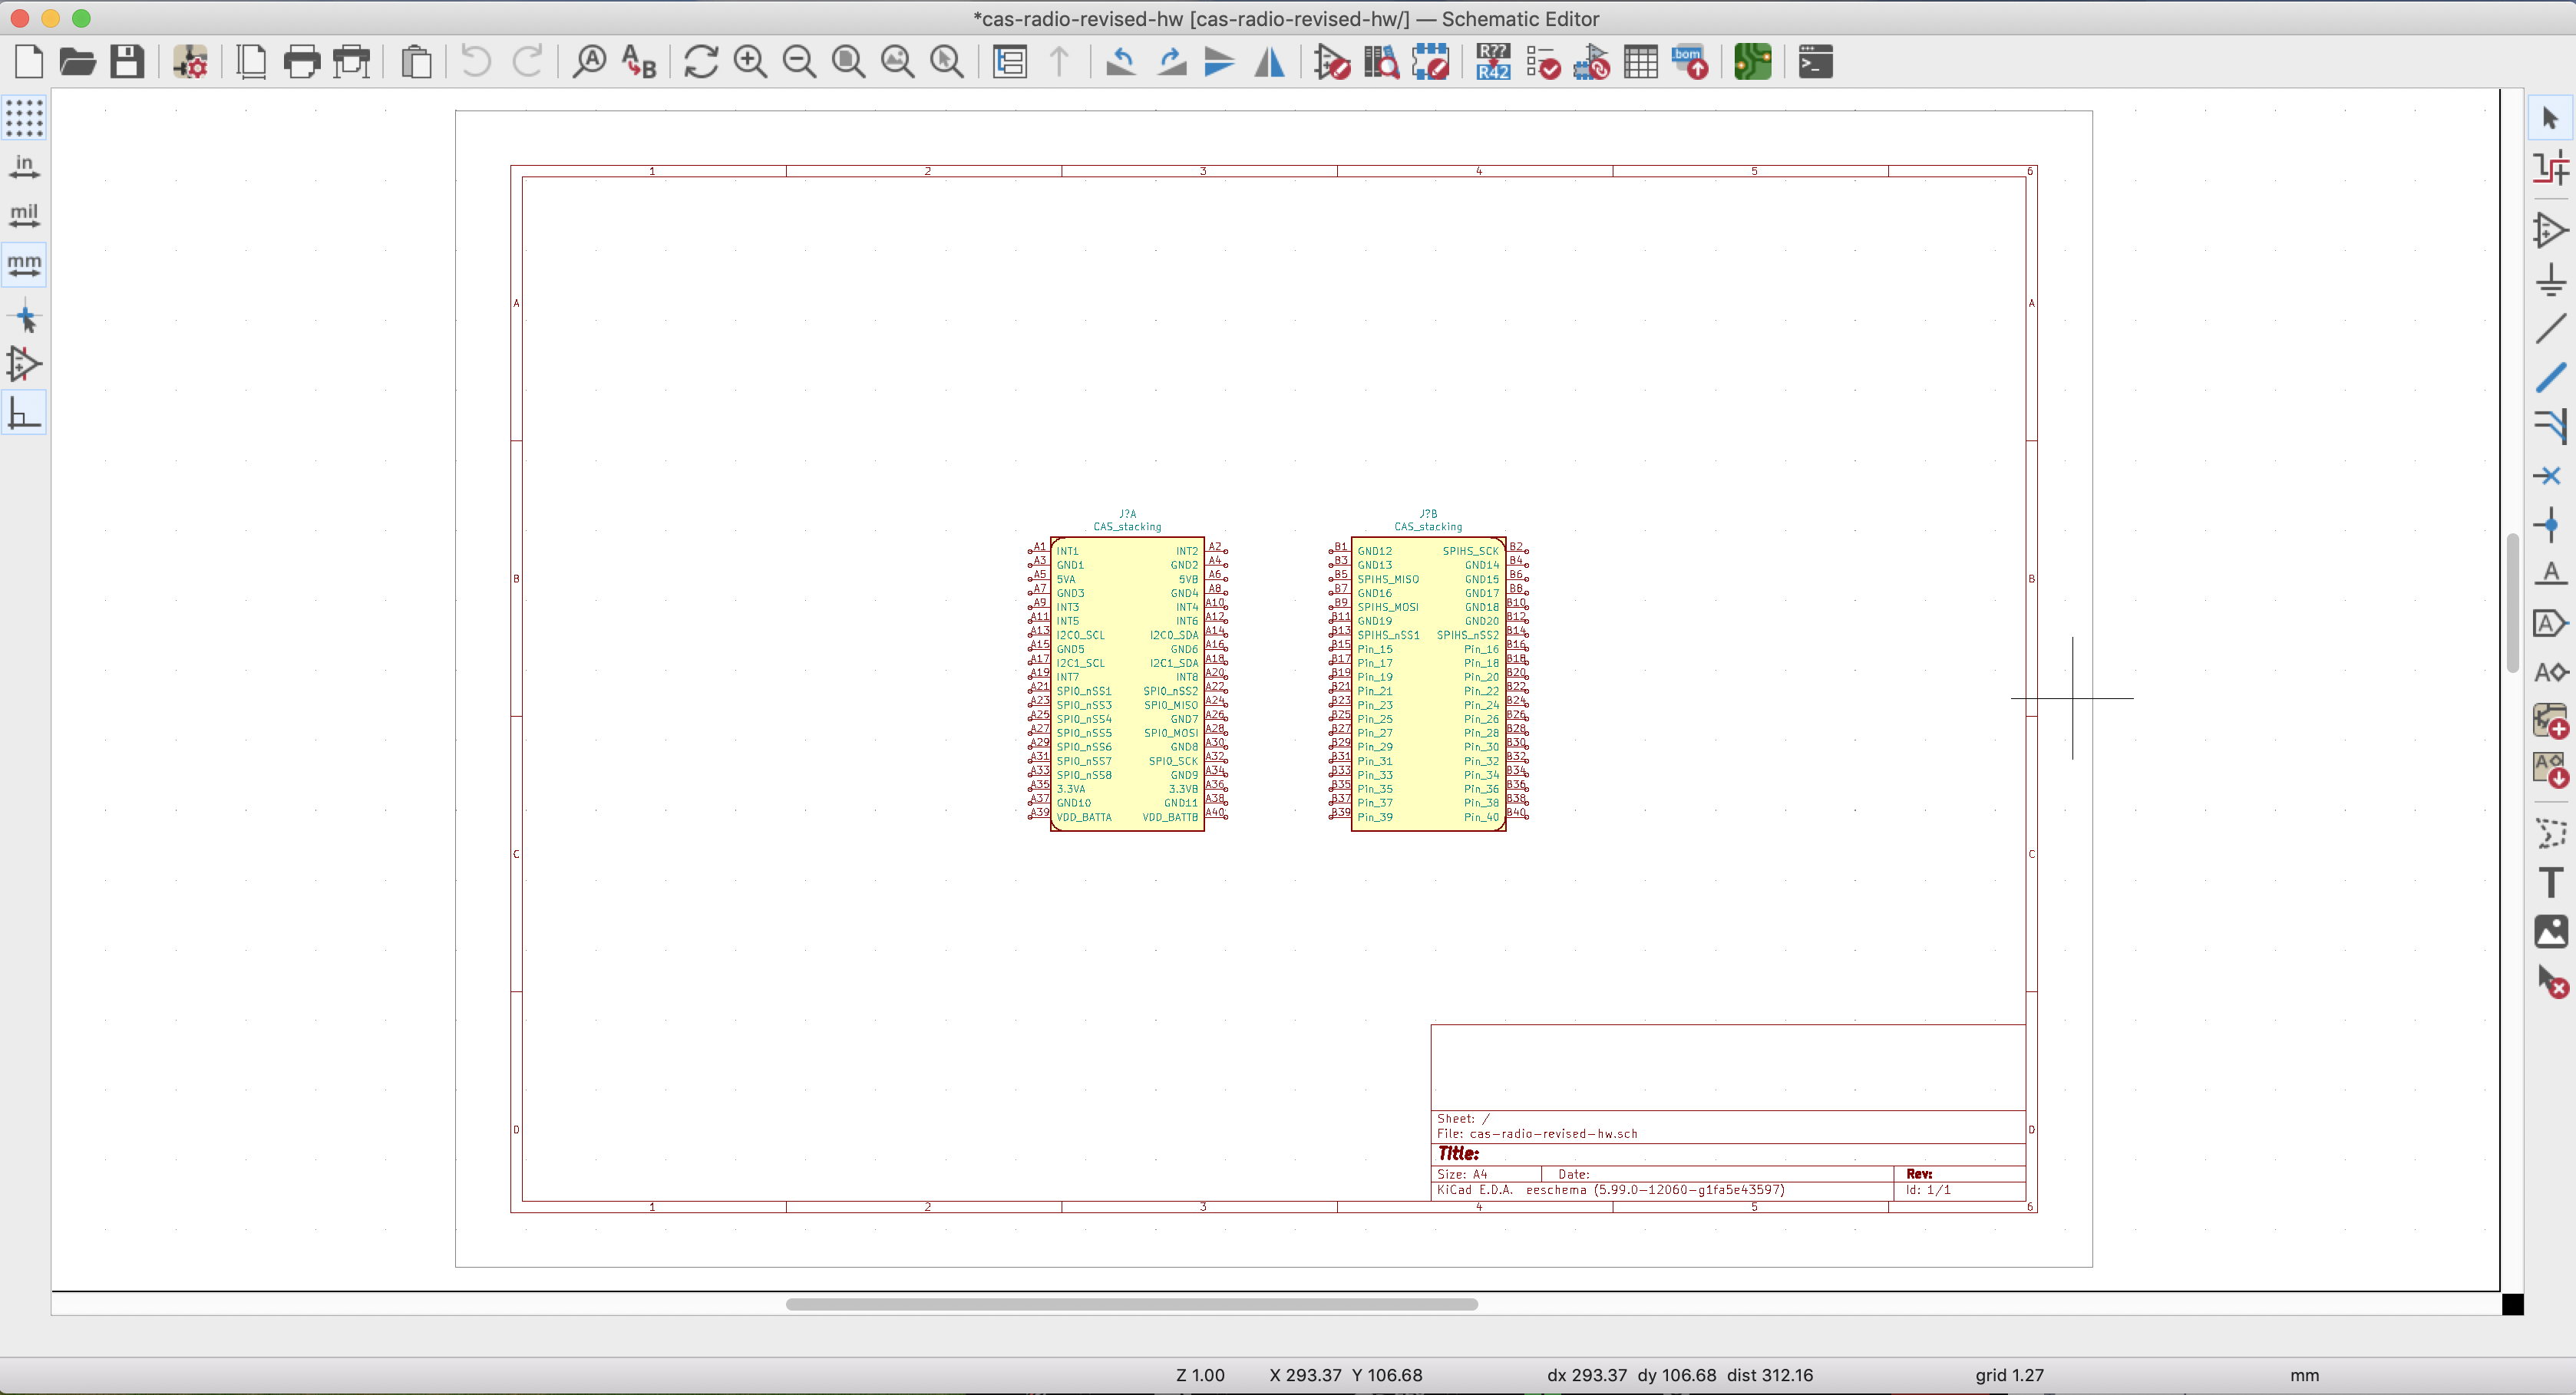 *cas-radio-revised-hw [cas-radio-revised-hw/] — Schematic Editor
A
A B
R??
R42
bom
in
mil
mm
1 2 3 4 5 6
A A
J?A J?B
CAS_stacking CAS_stacking
A1 INT1 INT2 A2 B1 GND12 SPIHS_SCK B2
A3 GND1 GND2 A4 B3 GND13 GND14 B4
A5 5VA 5VB A6 B5 SPIHS_MISO GND15 B6
A7 GND3 GND4 A8 B7 GND16 GND17 B8
A9 INT3 INT4 A10 B9 SPIHS_MOSI GND18 B10
A11 INT5 INT6 A12 B11 GND19 GND20 B12
A13 I2C0_SCL I2C0_SDA A14 B13 SPIHS_nSS1 SPIHS_nSS2 B14
A15 GND5 GND6 A16 B15 Pin_15 Pin_16 B16
A17 I2C1_SCL I2C1_SDA A18 B17 Pin_17 Pin_18 B18
A19 INT7 INT8 A20 B19 Pin_19 Pin_20 B20
A21 SPI0_nSS1 SPI0_nSS2 A22 B21 Pin_21 Pin_22 B22
A23 SPI0_nSS3 SPI0_MISO A24 B23 Pin_23 Pin_24 B24
A25 SPI0_nSS4 GND7 A26 B25 Pin_25 Pin_26 B26
A27 SPI0_nSS5 SPI0_MOSI A28 B27 Pin_27 Pin_28 B28
A29 SPI0_nSS6 GND8 A30 B29 Pin_29 Pin_30 B30
A31 SPI0_nSS7 SPI0_SCK A32 B31 Pin_31 Pin_32 B32
A33 SPI0_nSS8 GND9 A34 B33 Pin_33 Pin_34 B34
A35 3.3VA 3.3VB A36 B35 Pin_35 Pin_36 B36
A37 GND10 GND11 A38 B37 Pin_37 Pin_38 B38
A39 VDD_BATTA VDD_BATTB A40 B39 Pin_39 Pin_40 B40
B B
C C
D D
Sheet: /
File: cas-radio-revised-hw.sch
Title:
Size: A4 Date: Rev:
KiCad E.D.A. eeschema (5.99.0-12060-g1fa5e43597) Id: 1/1
1 2 3 4 5 6
A
A
A
A
T
Z 1.00 X 293.37 Y 106.68 dx 293.37 dy 106.68 dist 312.16 grid 1.27 mm